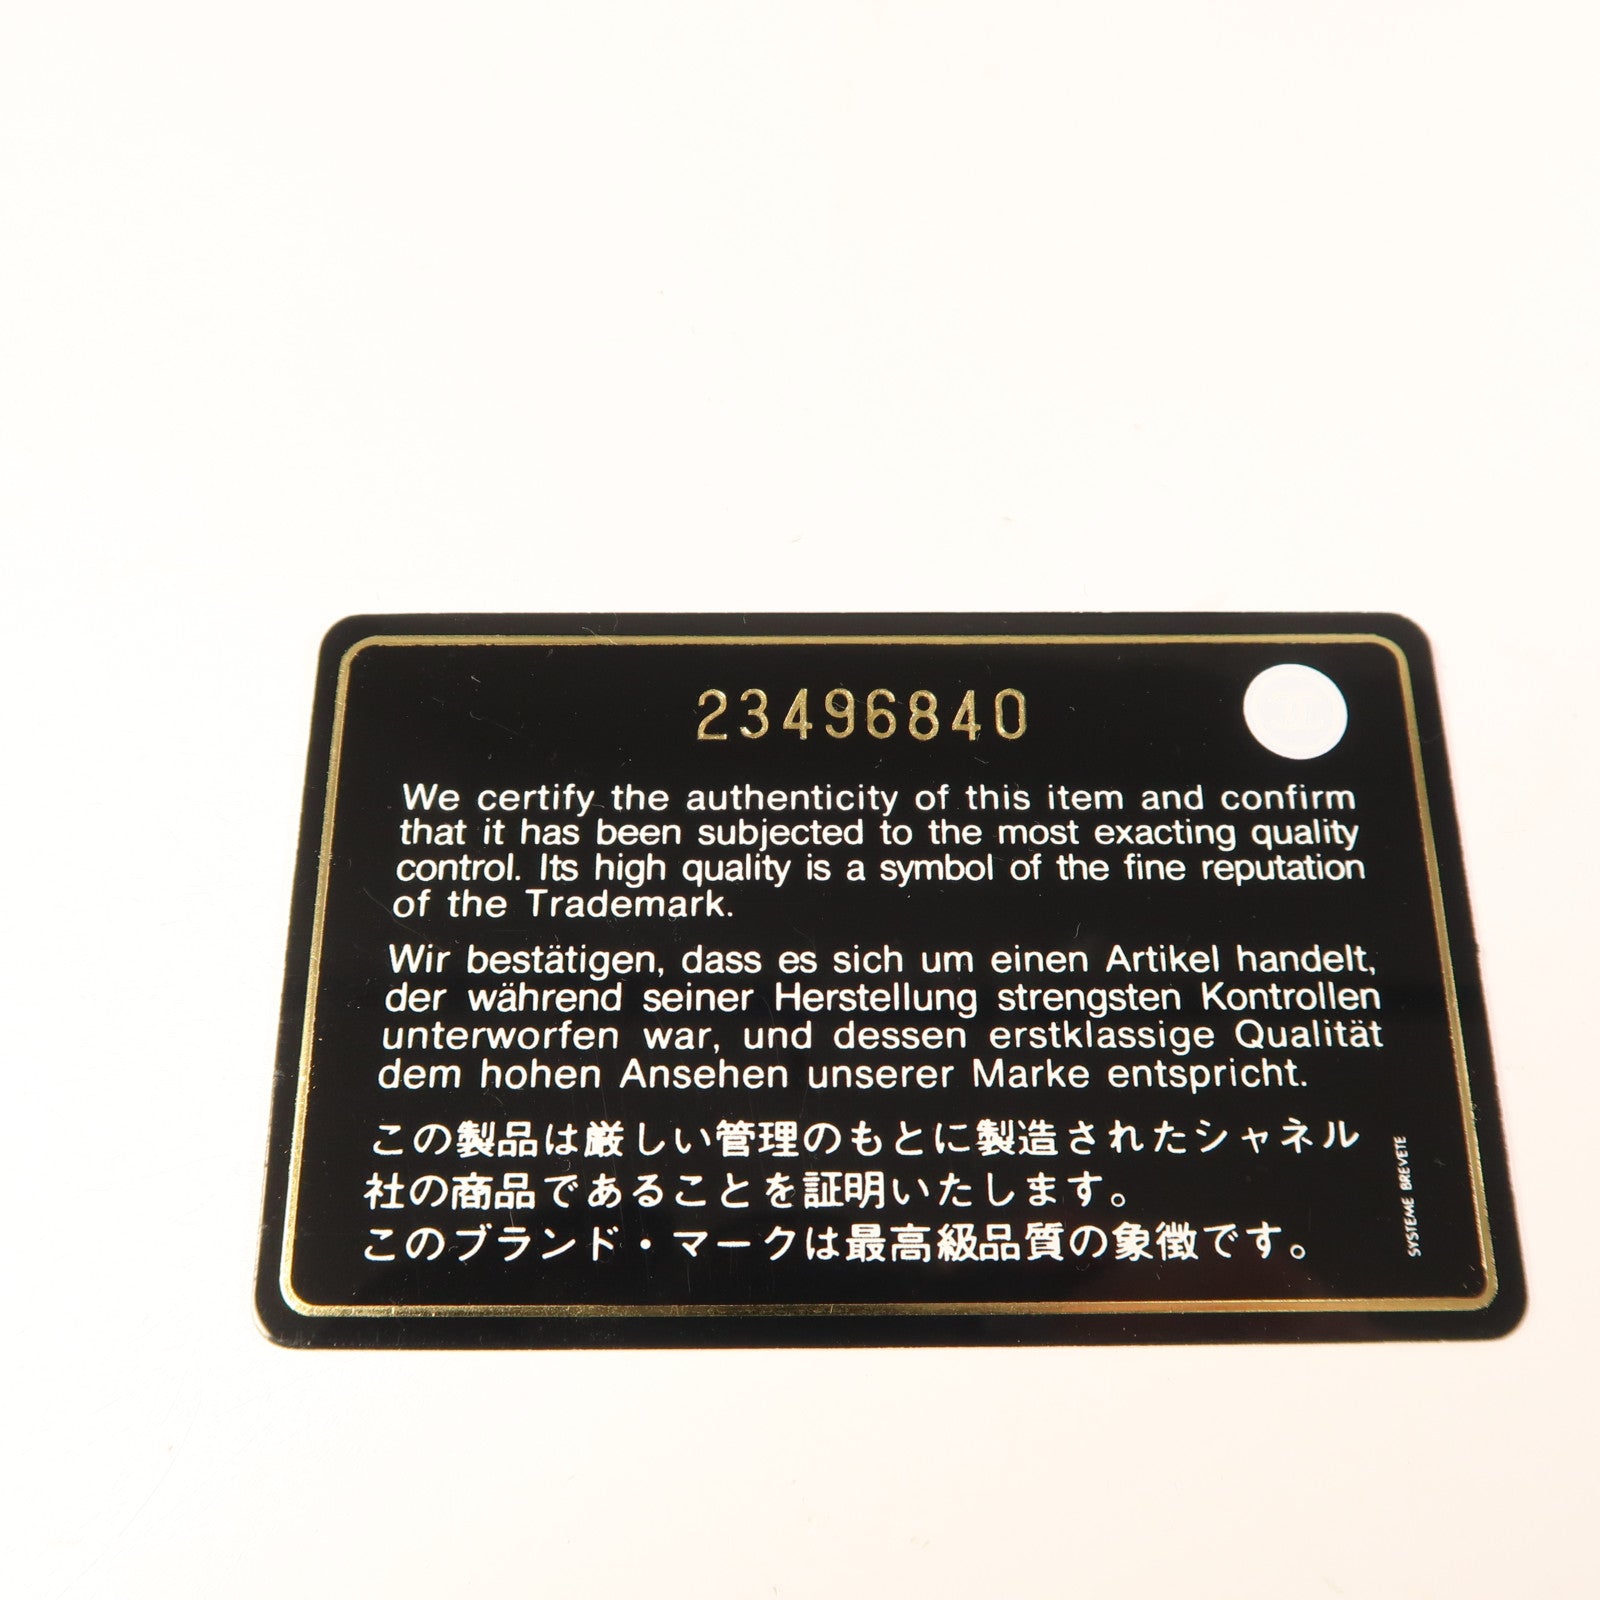 23496840
We certify the authenticity of this item and confirm
that it has been subjected to the most exacting quality
control. Its high quality is a symbol of the fine reputation
of the Trademark.
Wir bestätigen, dass es sich um einen Artikel handelt,
der während seiner Herstellung strengsten Kontrollen
unterworfen war, und dessen erstklassige Qualität
dem hohen Ansehen unserer Marke entspricht.
この製品は厳しい管理のもとに製造されたシャネル
社の商品であることを証明いたします。
このブランド・マークは最高級品質の象徴です。
SYSTEME BREVETE